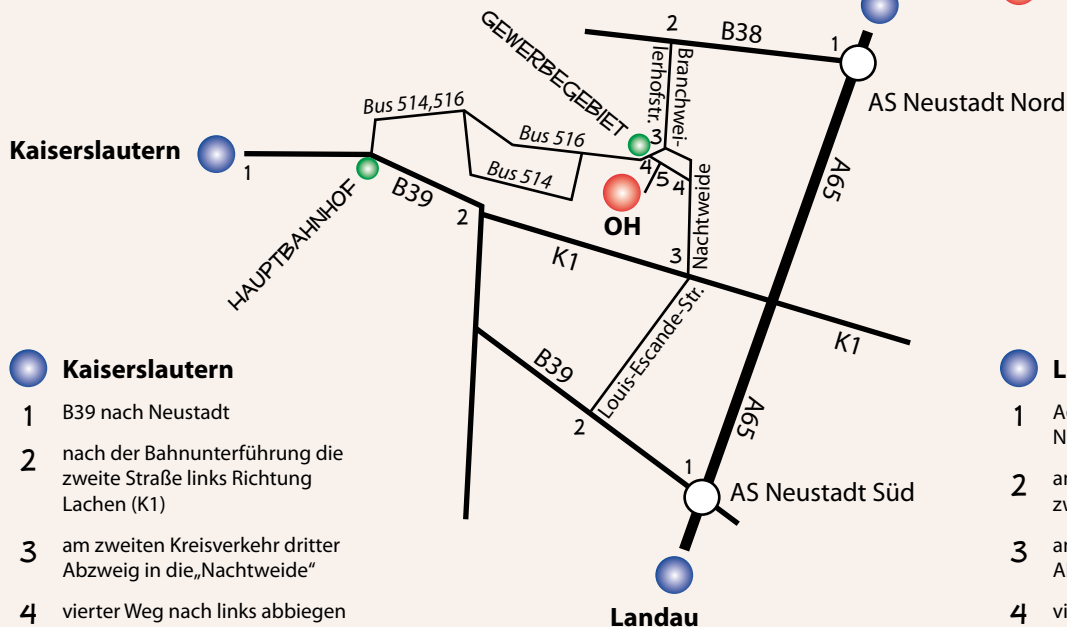 GEWERBEGEBIET
2
B38
1
AS Neustadt Nord
Branchwei-
lerhofstr.
Bus 514,516
Bus 516
Bus 514
3
4
5
4
Kaiserslautern
1
B39
HAUPTBAHNHOF
2
OH
Nachtweide
A65
K1
3
K1
B39
Louis-Escande-Str.
2
A65
1
AS Neustadt Süd
Landau
Kaiserslautern
1 B39 nach Neustadt
2 nach der Bahnunterführung die
zweite Straße links Richtung
Lachen (K1)
3 am zweiten Kreisverkehr dritter
Abzweig in die„Nachtweide“
4 vierter Weg nach links abbiegen
L
1
2
3
4